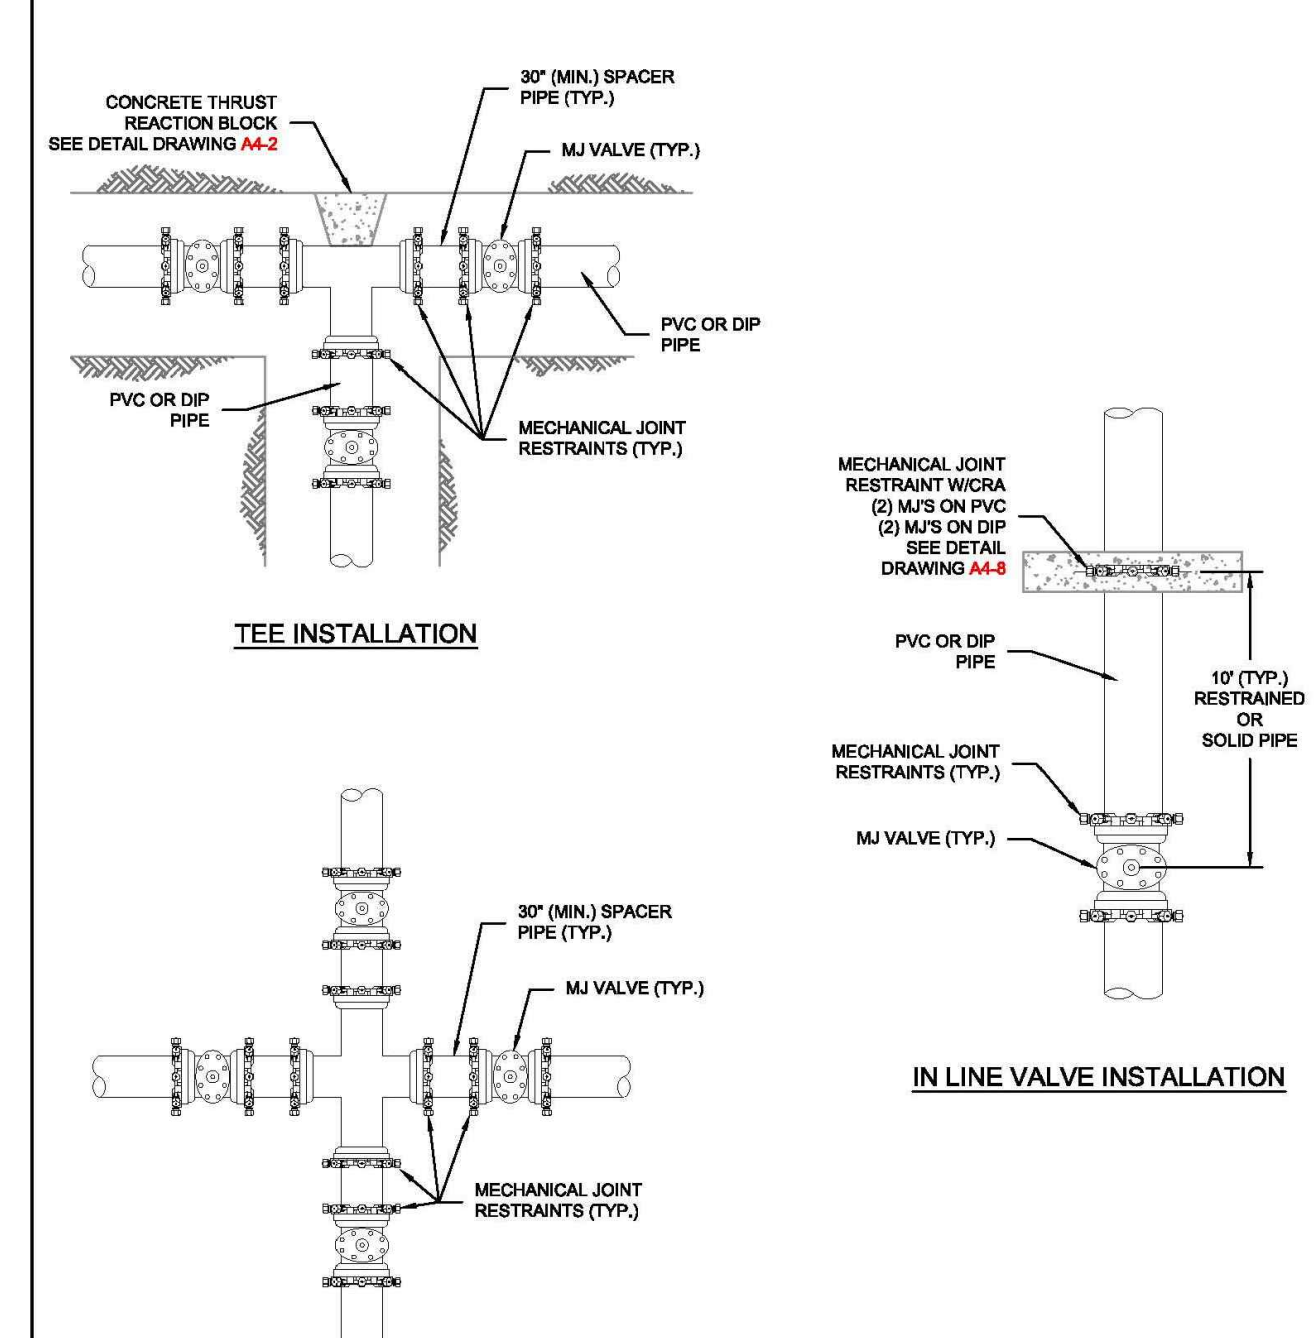 30" (MIN.) SPACER
PIPE (TYP.)
CONCRETE THRUST
REACTION BLOCK
SEE DETAIL DRAWING A4-2
MJ VALVE (TYP.)
PVC OR DIP
PIPE
PVC OR DIP
PIPE
MECHANICAL JOINT
RESTRAINTS (TYP.)
TEE INSTALLATION
MECHANICAL JOINT
RESTRAINT W/CRA
(2) MJ'S ON PVC
(2) MJ'S ON DIP
SEE DETAIL
DRAWING A4-8
PVC OR DIP
PIPE
10' (TYP.)
RESTRAINED
OR
SOLID PIPE
MECHANICAL JOINT
RESTRAINTS (TYP.)
MJ VALVE (TYP.)
IN LINE VALVE INSTALLATION
30" (MIN.) SPACER
PIPE (TYP.)
MJ VALVE (TYP.)
MECHANICAL JOINT
RESTRAINTS (TYP.)